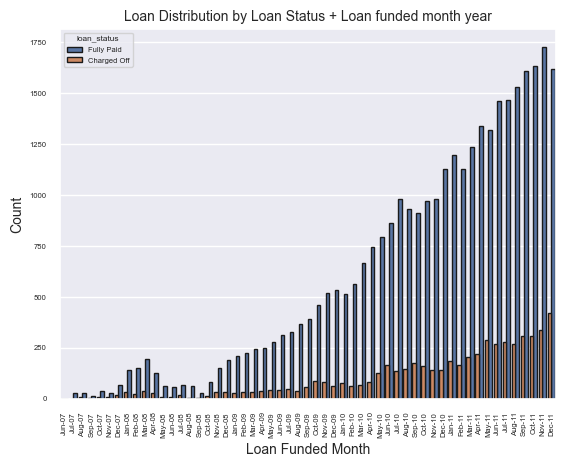 Loan Distribution by Loan Status + Loan funded month year
loan_status
Fully Paid
Charged Off
1750
1500
1250
1000
750
500
250
0
Count
Jun-07
Jul-07
Aug-07
Sep-07
Oct-07
Nov-07
Dec-07
Jan-08
Feb-08
Mar-08
Apr-08
May-08
Jun-08
Jul-08
Aug-08
Sep-08
Oct-08
Nov-08
Dec-08
Jan-09
Feb-09
Mar-09
Apr-09
May-09
Jun-09
Jul-09
Aug-09
Sep-09
Oct-09
Nov-09
Dec-09
Jan-10
Feb-10
Mar-10
Apr-10
May-10
Jun-10
Jul-10
Aug-10
Sep-10
Oct-10
Nov-10
Dec-10
Jan-11
Feb-11
Mar-11
Apr-11
May-11
Jun-11
Jul-11
Aug-11
Sep-11
Oct-11
Nov-11
Dec-11
Loan Funded Month